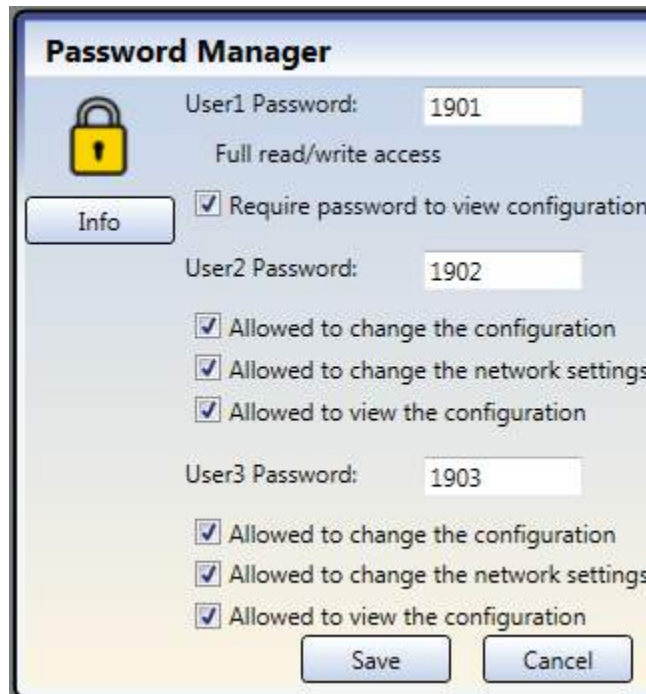 Password Manager
User1 Password: 1901
Full read/write access
Info
Require password to view configuration
User2 Password: 1902
Allowed to change the configuration
Allowed to change the network settings
Allowed to view the configuration
User3 Password: 1903
Allowed to change the configuration
Allowed to change the network settings
Allowed to view the configuration
Save Cancel